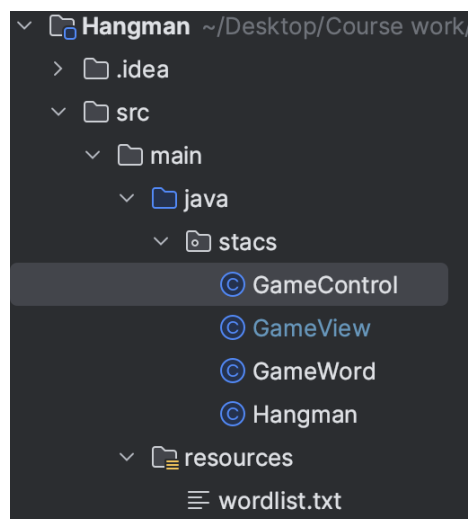 Hangman ~/Desktop/Course work/
.idea
src
main
java
stacs
GameControl
GameView
GameWord
Hangman
resources
wordlist.txt